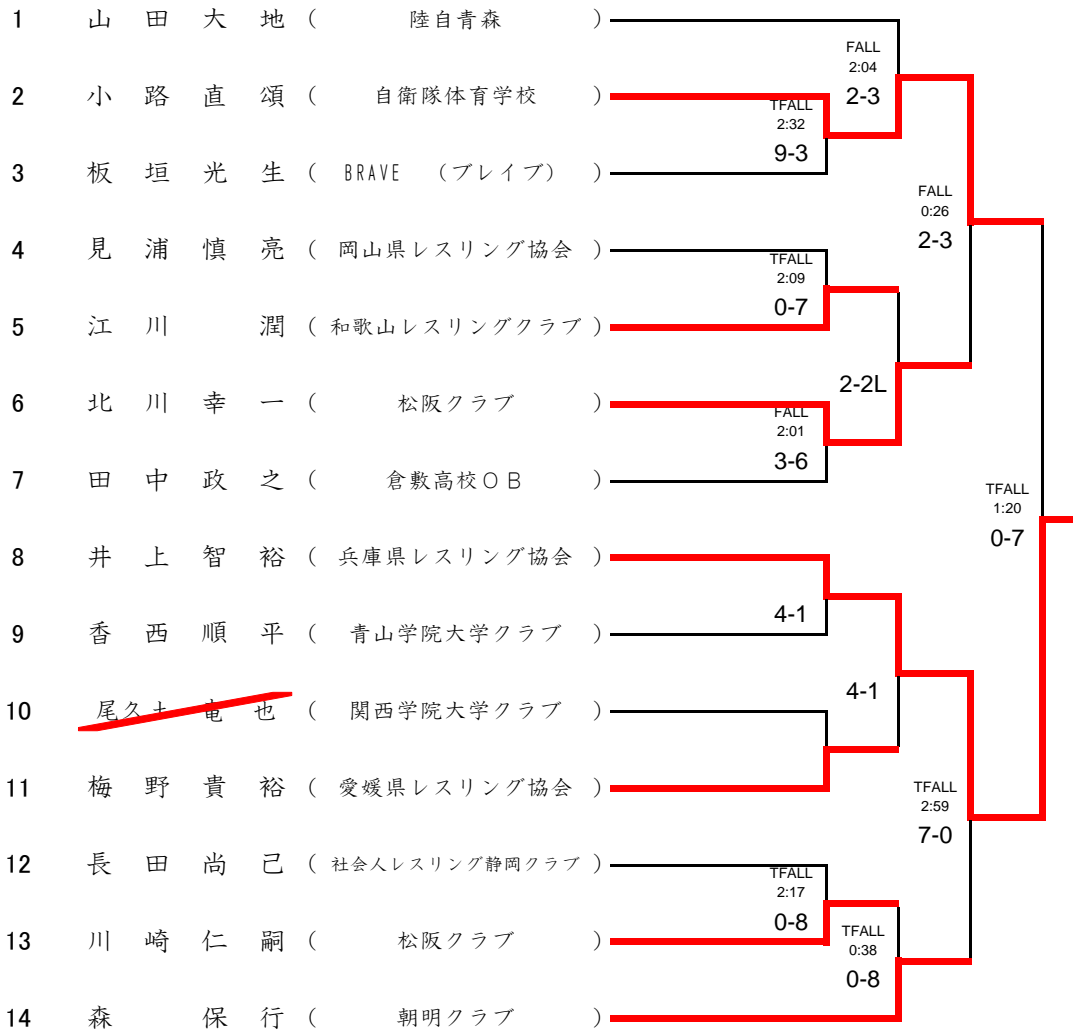 1 山田大地 ( 陸自青森 )
FALL
2:04
2-3
2 小路直頌 ( 自衛隊体育学校 )
TFALL
2:32
9-3
3 板垣光生 ( BRAVE (ブレイブ) )
FALL
0:26
2-3
4 見浦慎亮 ( 岡山県レスリング協会 )
TFALL
2:09
0-7
5 江川 潤 ( 和歌山レスリングクラブ )
2-2L
6 北川幸一 ( 松阪クラブ )
FALL
2:01
3-6
7 田中政之 ( 倉敷高校OB )
TFALL
1:20
0-7
8 井上智裕 ( 兵庫県レスリング協会 )
4-1
9 香西順平 ( 青山学院大学クラブ )
4-1
10 尾久土竜也 ( 関西学院大学クラブ )
11 梅野貴裕 ( 愛媛県レスリング協会 )
TFALL
2:59
7-0
12 長田尚己 ( 社会人レスリング静岡クラブ )
TFALL
2:17
0-8
13 川崎仁嗣 ( 松阪クラブ )
TFALL
0:38
0-8
14 森 保行 ( 朝明クラブ )